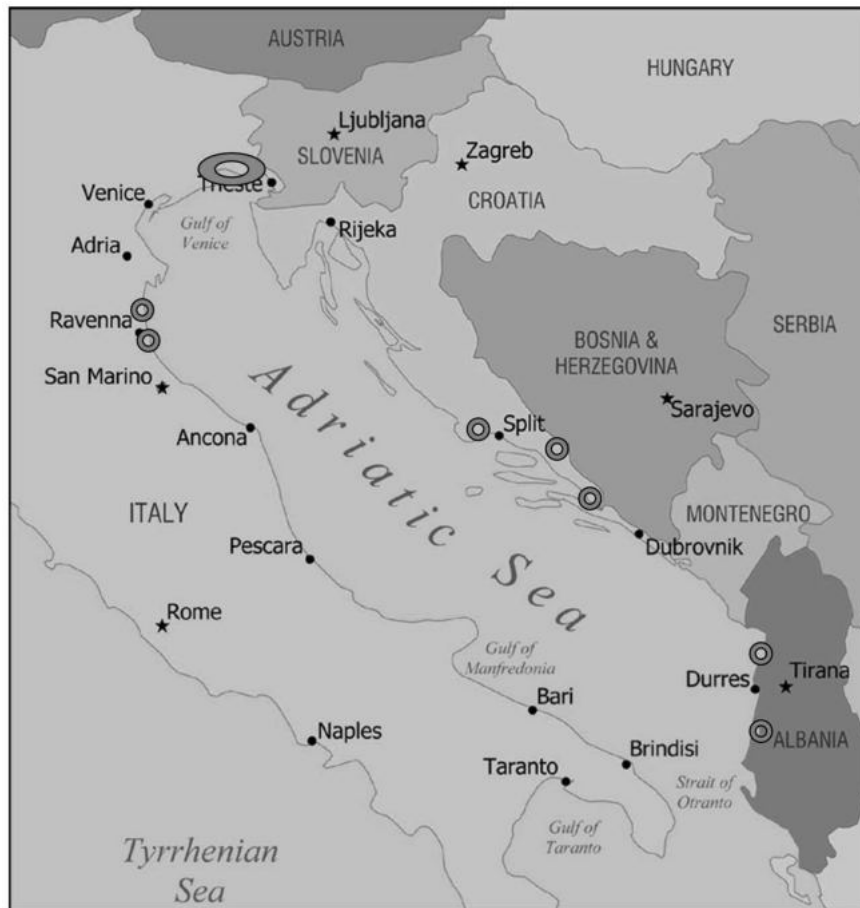 AUSTRIA
HUNGARY
Ljubljana
SLOVENIA
Zagreb
Trieste
CROATIA
Venice
Gulf of
Venice
Rijeka
Adria
SERBIA
Ravenna
BOSNIA &
HERZEGOVINA
San Marino
Sarajevo
Split
Ancona
Adriatic Sea
ITALY
MONTENEGRO
Pescara
Dubrovnik
Rome
Gulf of
Manfredonia
Tirana
Durres
Bari
Naples
ALBANIA
Brindisi
Taranto
Strait of
Otranto
Gulf of
Taranto
Tyrrhenian
Sea